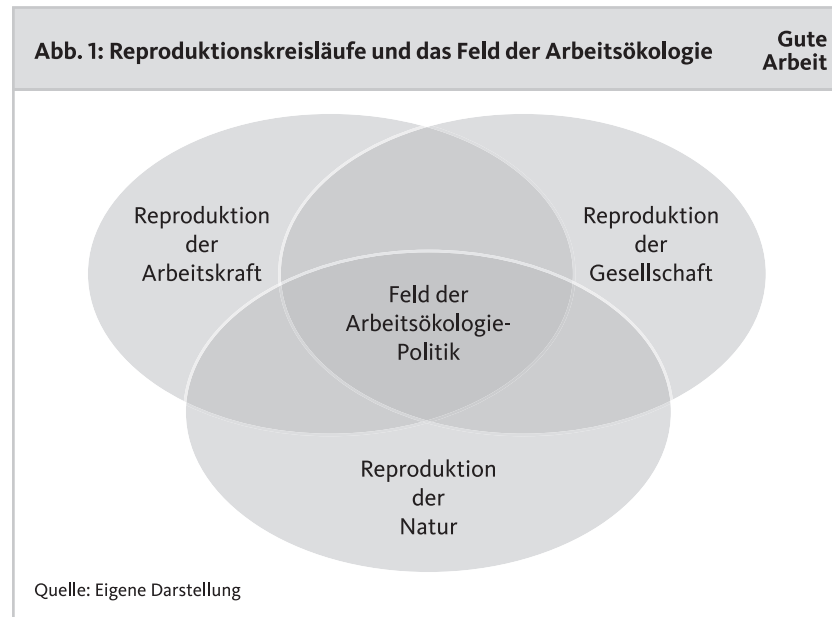 Abb. 1: Reproduktionskreisläufe und das Feld der Arbeitsökologie
Gute
Arbeit
Reproduktion
der
Arbeitskraft
Reproduktion
der
Gesellschaft
Feld der
Arbeitsökologie-
Politik
Reproduktion
der
Natur
Quelle: Eigene Darstellung